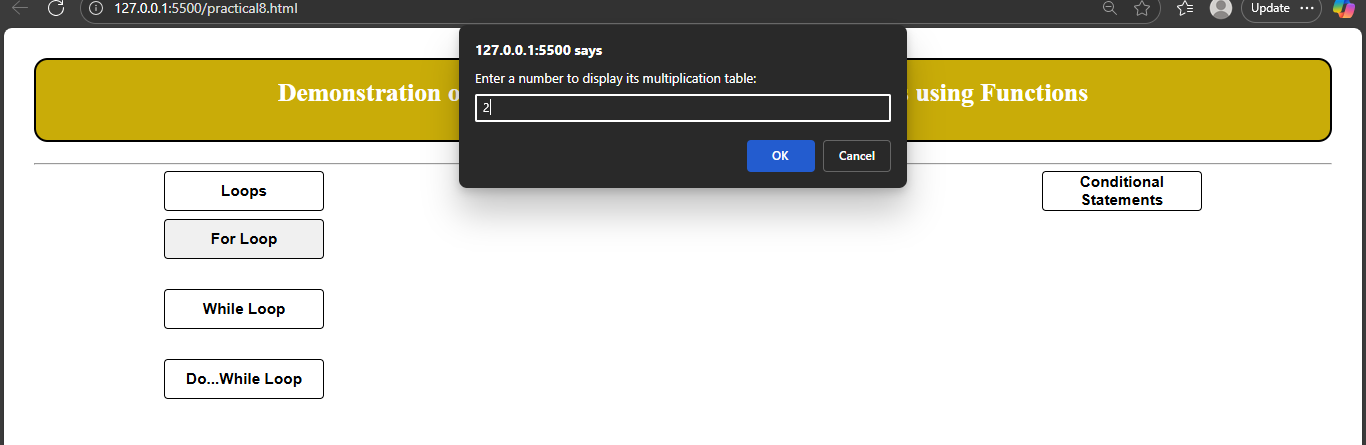 127.0.0.1:5500/practical8.html
Update
127.0.0.1:5500 says
Enter a number to display its multiplication table:
2
OK Cancel
Demonstration o
using Functions
Loops
Conditional
Statements
For Loop
While Loop
Do...While Loop